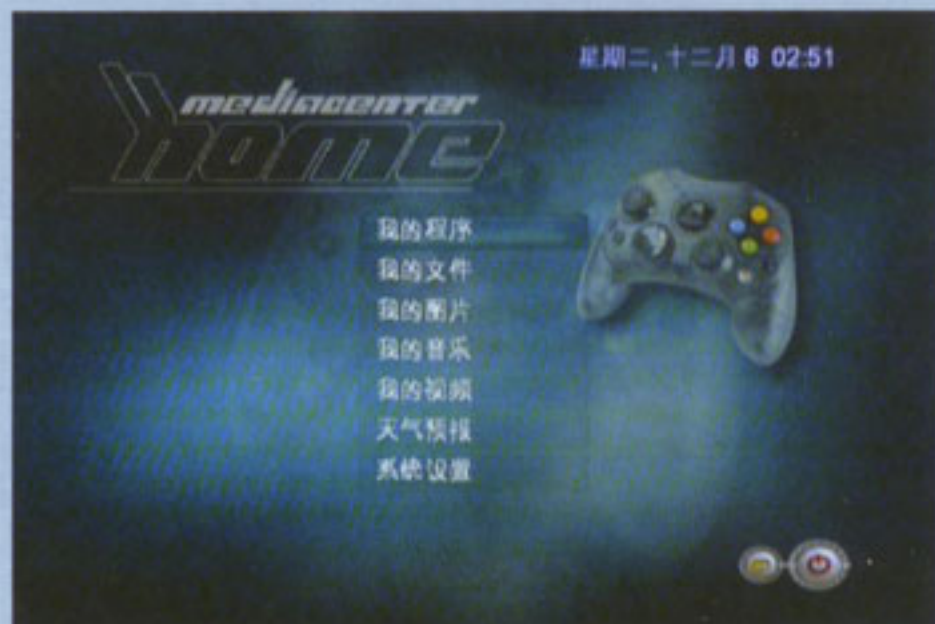 星期二, 十二月 6 02:51
mediacenter
home
我的程序
我的文件
我的图片
我的音乐
我的视频
天气预报
系统设置